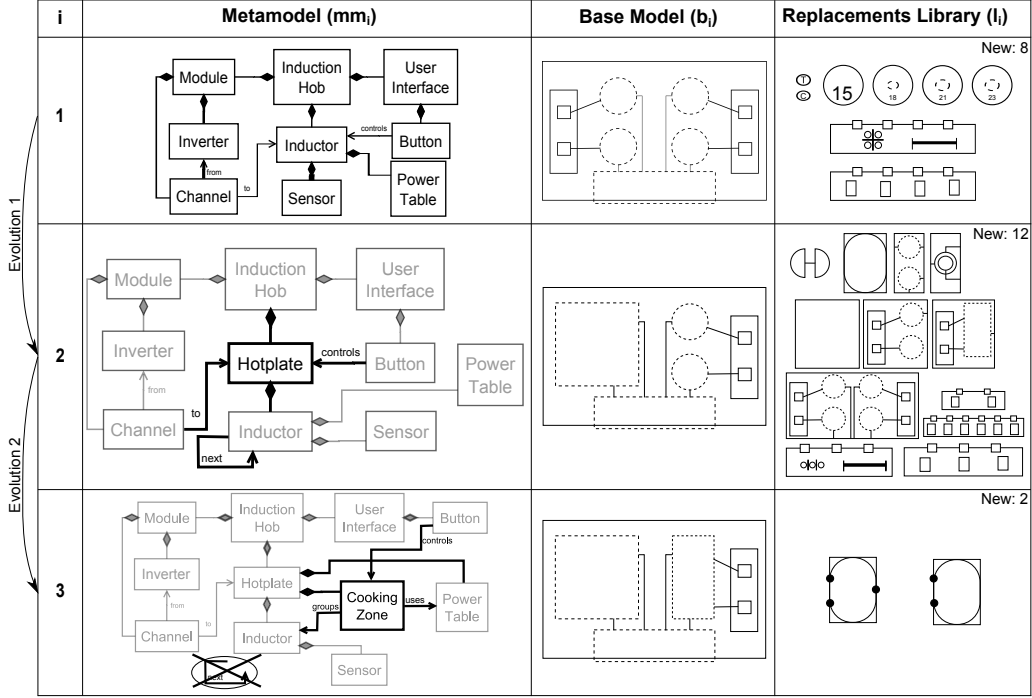 i
Metamodel (mmi)
Base Model (bi)
Replacements Library (li)
Evolution 1
Evolution 2
1
Module
Induction
Hob
User
Interface
Inverter
Inductor
controls
Button
from
to
Channel
Sensor
Power
Table
New: 8
T
C
15
18
21
23
2
Module
Induction
Hob
User
Interface
Inverter
Hotplate
controls
Button
Power
Table
from
to
Channel
Inductor
Sensor
next
New: 12
3
Module
Induction
Hob
User
Interface
Button
controls
Inverter
Hotplate
Cooking
Zone
uses
Power
Table
from
to
groups
Channel
Inductor
Sensor
next
New: 2